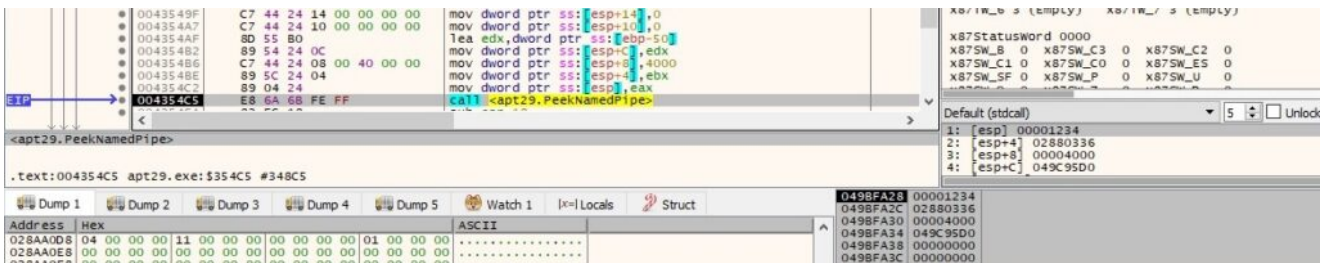 0043549F C7 44 24 14 00 00 00 00 mov dword ptr ss:[esp+14],0
004354A7 C7 44 24 10 00 00 00 00 mov dword ptr ss:[esp+10],0
004354AF 8D 55 B0 lea edx,dword ptr ss:[ebp-50]
004354B2 89 54 24 0C mov dword ptr ss:[esp+C],edx
004354B6 C7 44 24 08 00 40 00 00 mov dword ptr ss:[esp+8],4000
004354BE 89 5C 24 04 mov dword ptr ss:[esp+4],ebx
004354C2 89 04 24 mov dword ptr ss:[esp],eax
EIP 004354C5 E8 6A 6B FE FF call <apt29.PeekNamedPipe>
<apt29.PeekNamedPipe>
.text:004354C5 apt29.exe:$354C5 #348C5
x87TW_6 3 (Empty) x87TW_7 3 (Empty)
x87StatusWord 0000
x87SW_B 0 x87SW_C3 0 x87SW_C2 0
x87SW_C1 0 x87SW_C0 0 x87SW_ES 0
x87SW_SF 0 x87SW_P 0 x87SW_U 0
Default (stdcall) 5 Unlock
1: [esp] 00001234
2: [esp+4] 02880336
3: [esp+8] 00004000
4: [esp+C] 049C95D0
Dump 1 Dump 2 Dump 3 Dump 4 Dump 5 Watch 1 [x=] Locals Struct
Address Hex ASCII
028AA0D8 04 00 00 00 11 00 00 00 00 00 00 00 01 00 00 00 ................
028AA0E8 00 00 00 00 00 00 00 00 00 00 00 00 00 00 00 00 ................
049BFA28 00001234
049BFA2C 02880336
049BFA30 00004000
049BFA34 049C95D0
049BFA38 00000000
049BFA3C 00000000